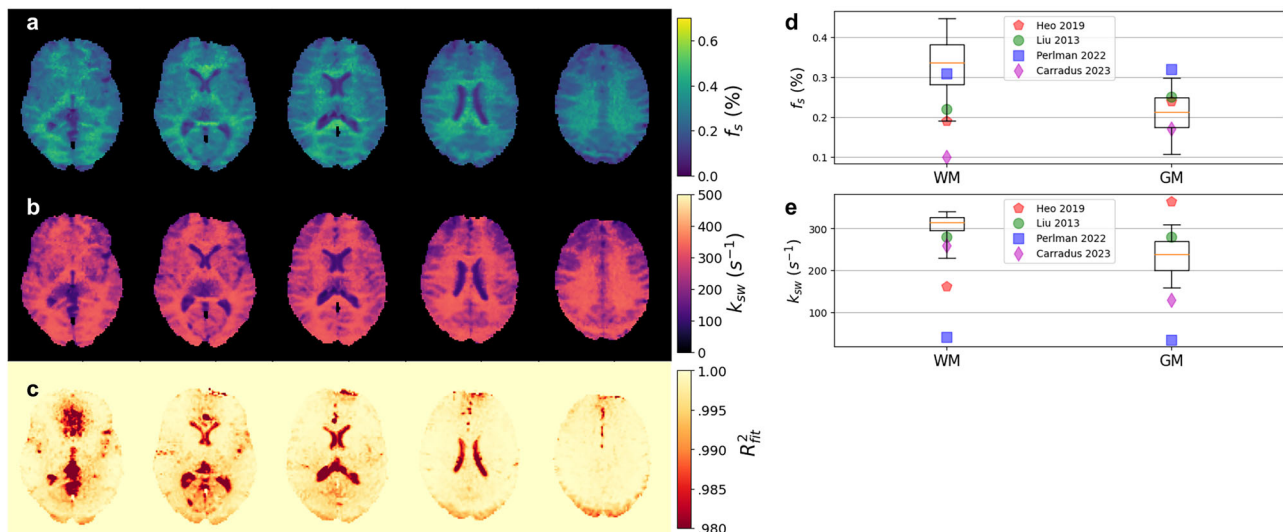 a
0.6
0.4
0.2
0.0
f_s (%)
b
500
400
300
200
100
0
k_sw (s⁻¹)
c
1.00
.995
.990
.985
.980
R²_fit
d
0.4
0.3
0.2
0.1
f_s (%)
Heo 2019
Liu 2013
Perlman 2022
Carradus 2023
WM GM
e
300
200
100
k_sw (s⁻¹)
Heo 2019
Liu 2013
Perlman 2022
Carradus 2023
WM GM